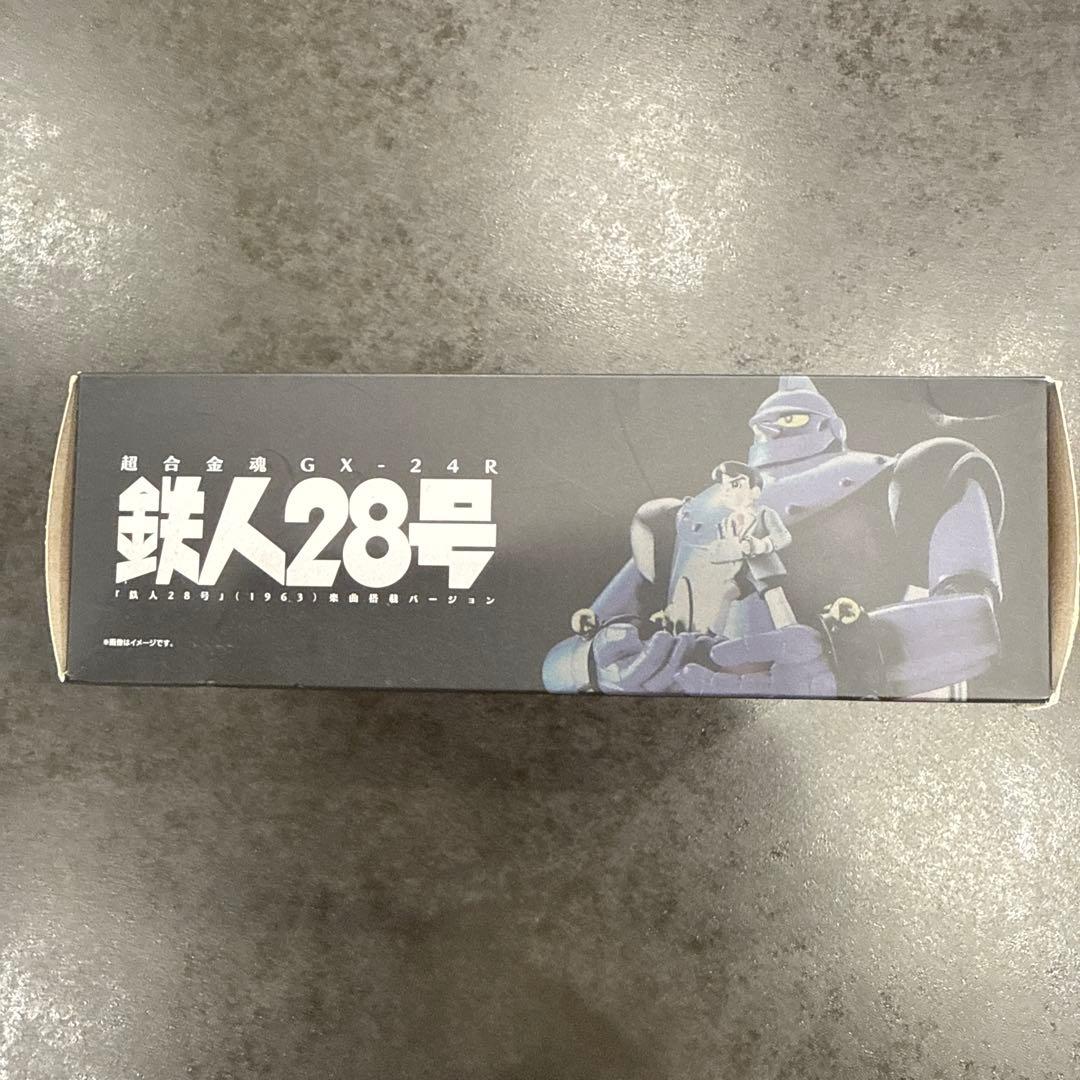 超合金魂 GX-24R
鉄人28号
「鉄人28号」(1963)楽曲搭載バージョン
※画像はイメージです。